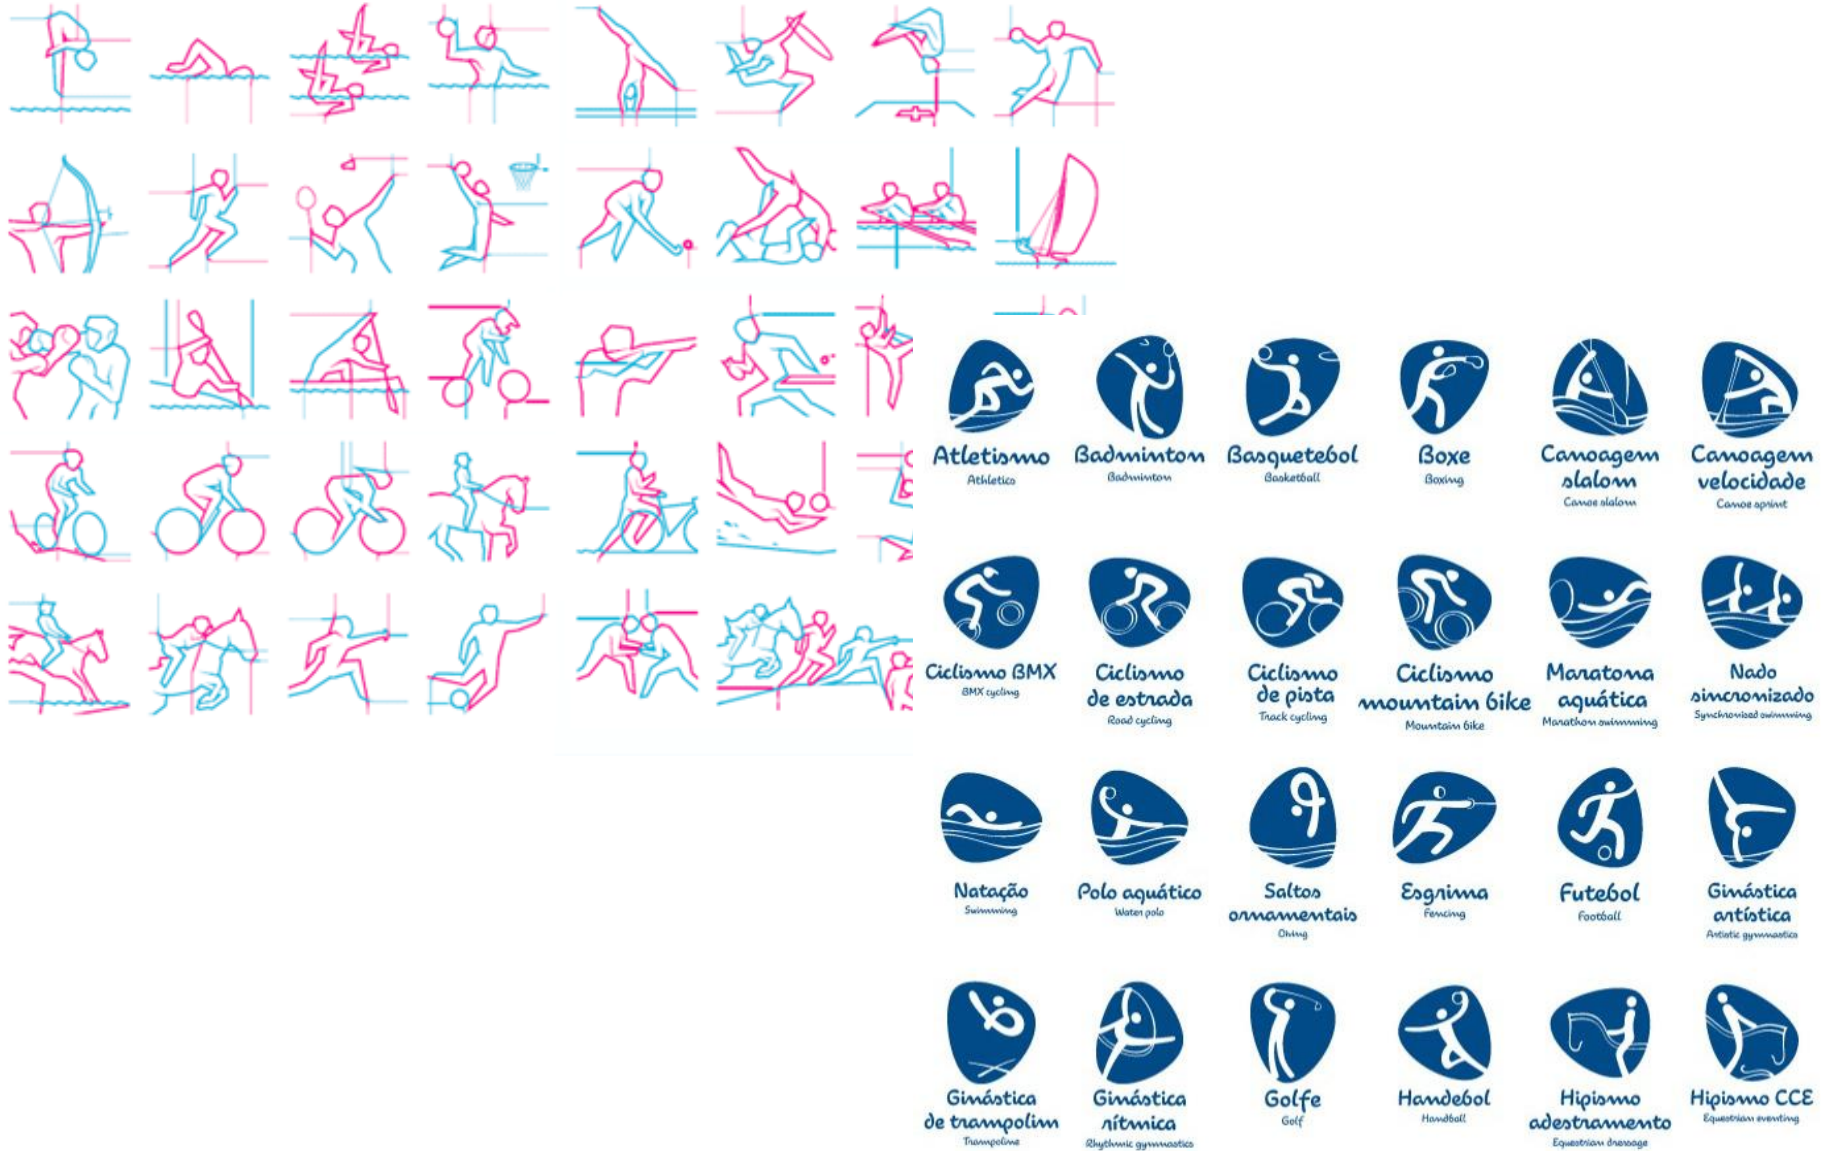 Atletismo
Athletics
Badminton
Badminton
Basquetebol
Basketball
Boxe
Boxing
Canoagem
slalom
Canoe slalom
Canoagem
velocidade
Canoe sprint
Ciclismo BMX
BMX cycling
Ciclismo
de estrada
Road cycling
Ciclismo
de pista
Track cycling
Ciclismo
mountain bike
Mountain bike
Maratona
aquática
Marathon swimming
Nado
sincronizado
Synchronised swimming
Natação
Swimming
Polo aquático
Water polo
Saltos
ornamentais
Diving
Esgrima
Fencing
Futebol
Football
Ginástica
artística
Artistic gymnastics
Ginástica
de trampolim
Trampoline
Ginástica
rítmica
Rhythmic gymnastics
Golfe
Golf
Handebol
Handball
Hipismo
adestramento
Equestrian dressage
Hipismo CCE
Equestrian eventing